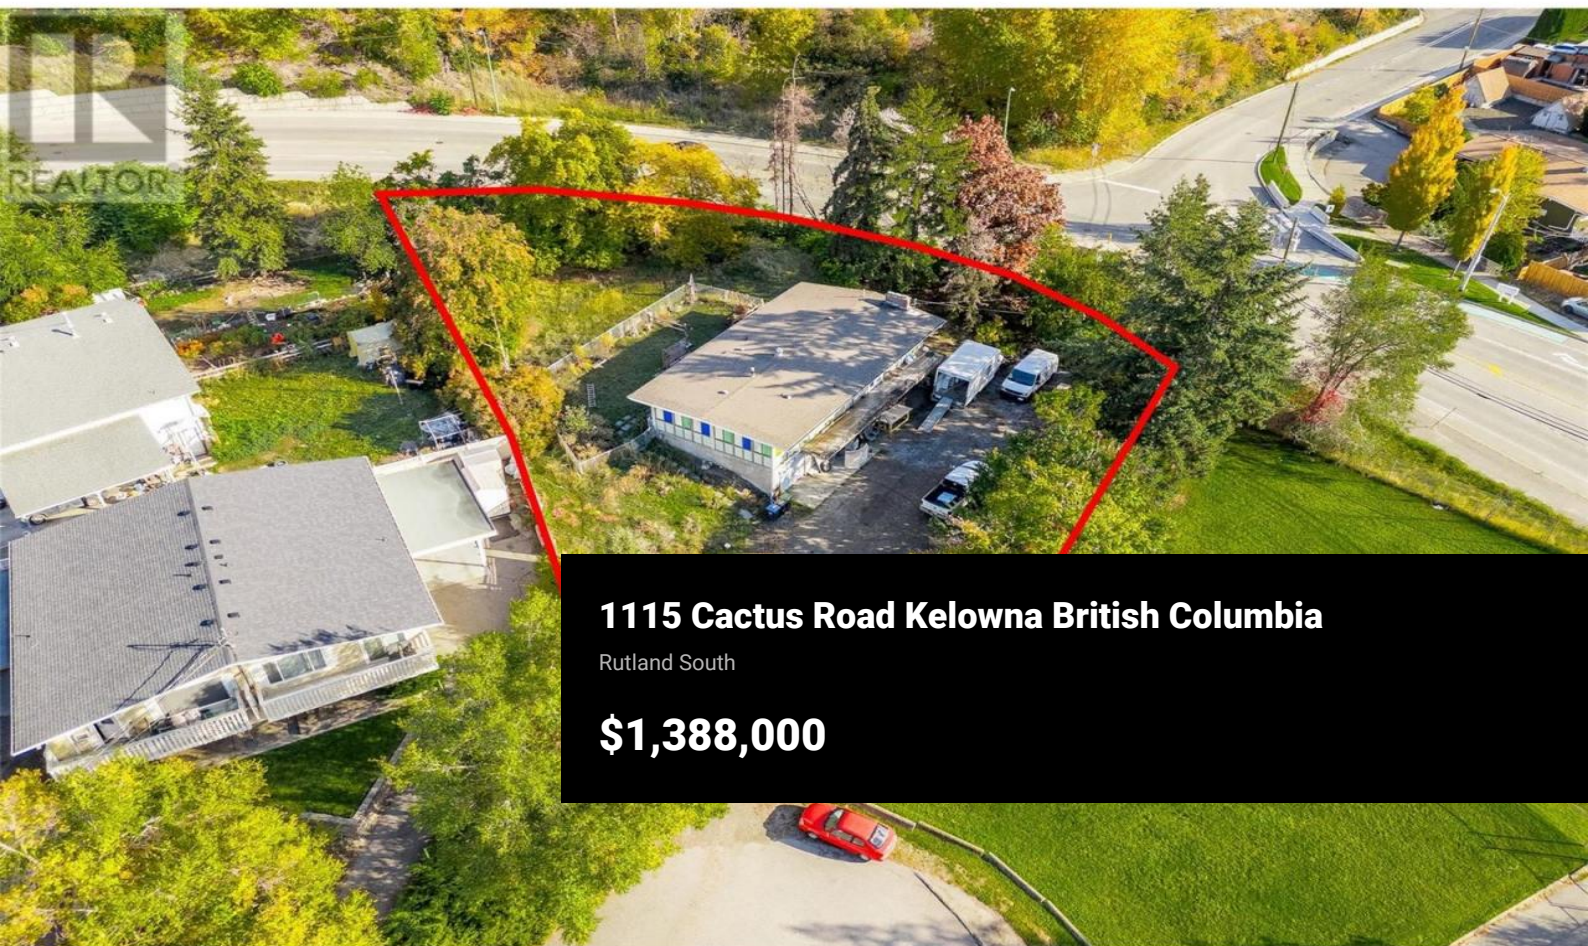 REALTOR
1115 Cactus Road Kelowna British Columbia
Rutland South
$1,388,000